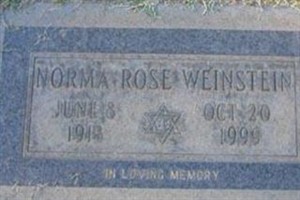 NORMA ROSE WEINSTEIN
JUNE 8 OCT 20
1918 1999
IN LOVING MEMORY